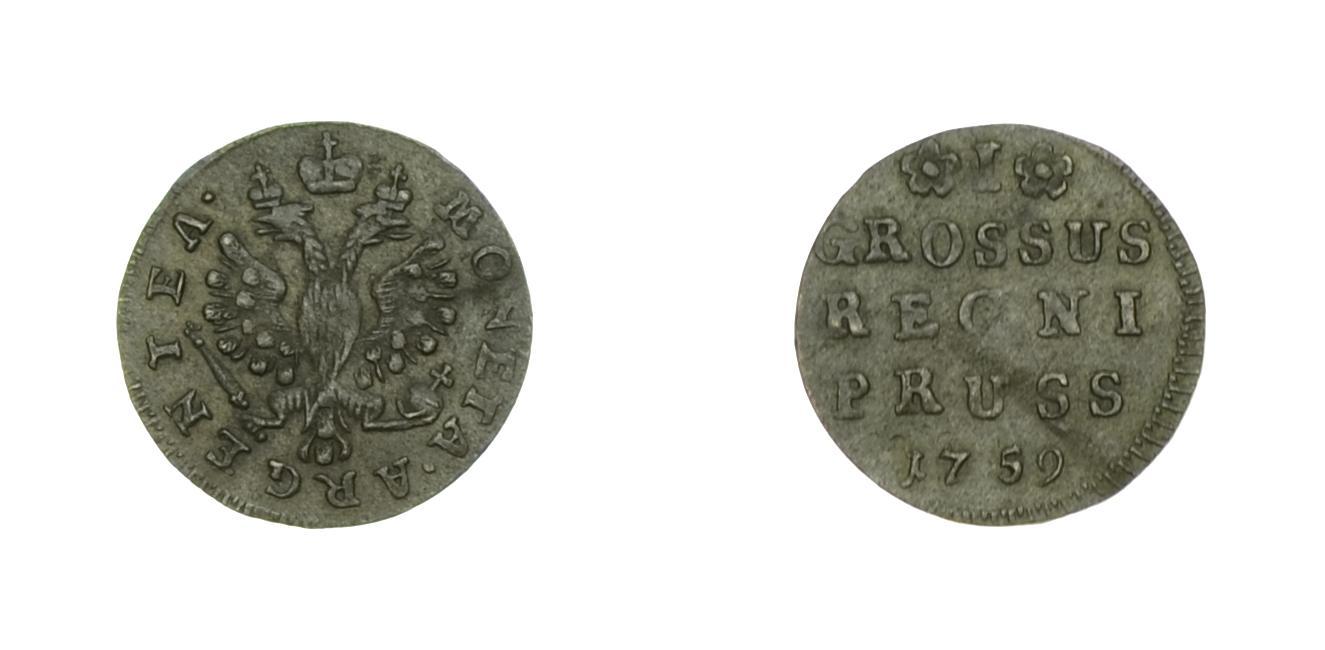 MONETA·ARGENTEA·
I
GROSSUS
REGNI
PRUSS
1759